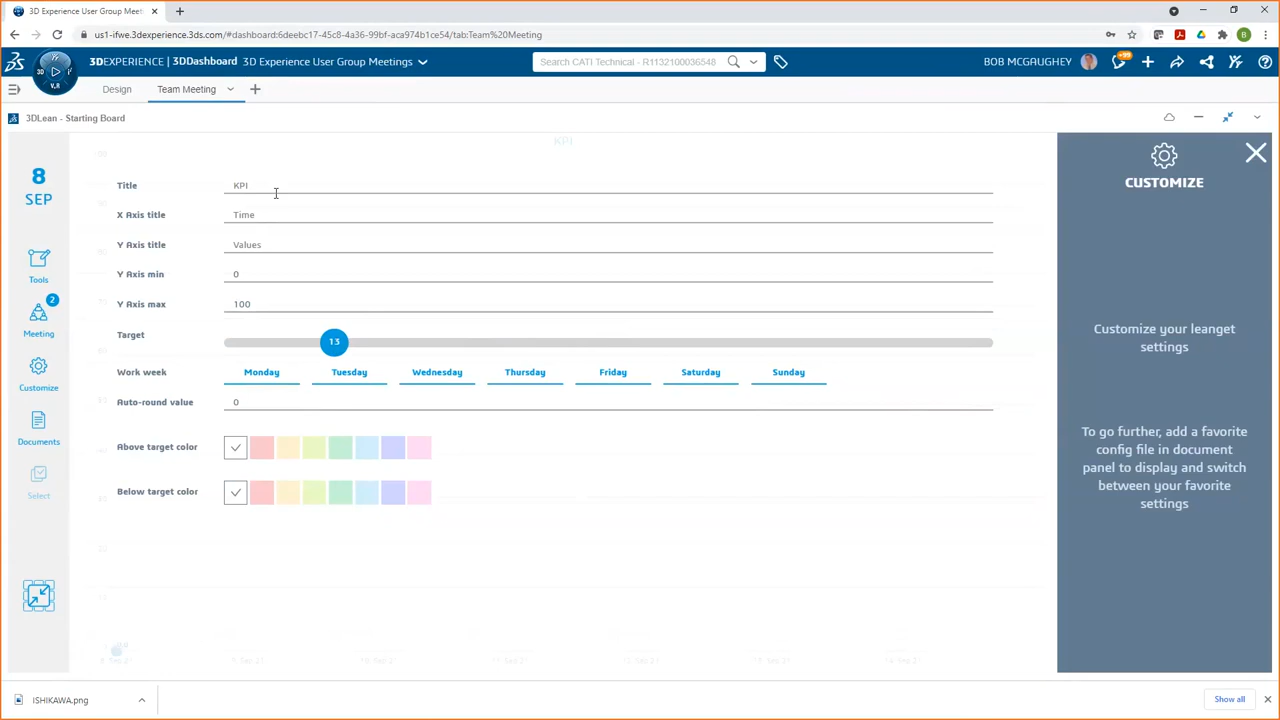 3D Experience User Group Meeti
us1-ifwe.3dexperience.3ds.com/#dashboard:6deebc17-45c8-4a36-99bf-aca974b1ce54/tab:Team%20Meeting
B
3D
V.R
3DEXPERIENCE | 3DDashboard 3D Experience User Group Meetings
Search CATI Technical - R1132100036548
BOB MCGAUGHEY
+99
Design
Team Meeting
3DLean - Starting Board
8
SEP
Tools
2
Meeting
Customize
Documents
Select
KPI
Title
KPI
X Axis title
Time
Y Axis title
Values
Y Axis min
0
Y Axis max
100
Target
13
Work week
Monday
Tuesday
Wednesday
Thursday
Friday
Saturday
Sunday
Auto-round value
0
Above target color
Below target color
CUSTOMIZE
Customize your leanget
settings
To go further, add a favorite
config file in document
panel to display and switch
between your favorite
settings
ISHIKAWA.png
Show all